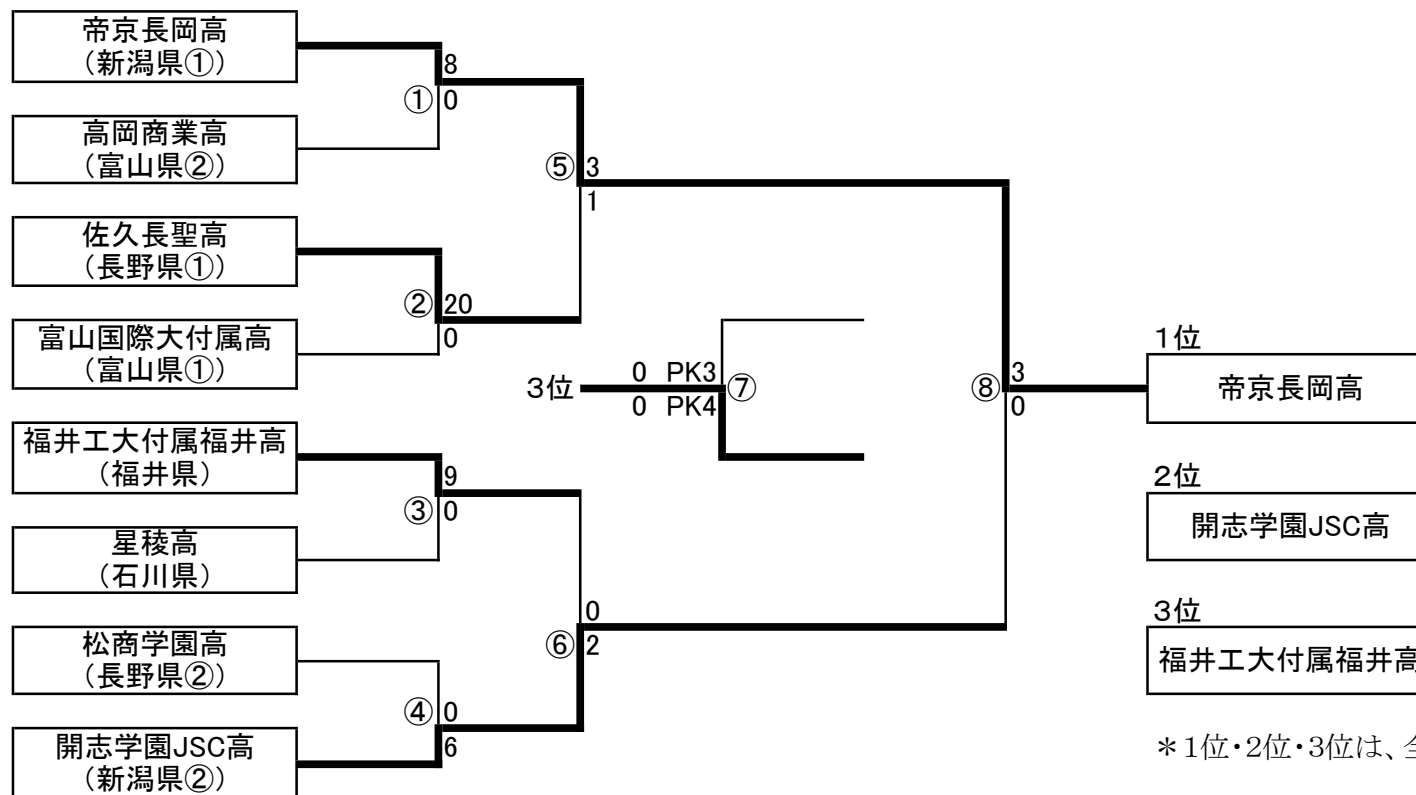 帝京長岡高
（新潟県①）
8
①
0
高岡商業高
（富山県②）
⑤
3
1
佐久長聖高
（長野県①）
②
20
0
富山国際大付属高
（富山県①）
3位
0 PK3
0 PK4
⑦
⑧
3
0
1位
帝京長岡高
福井工大付属福井高
（福井県）
9
③
0
2位
開志学園JSC高
星稜高
（石川県）
0
⑥
2
3位
福井工大付属福井高
松商学園高
（長野県②）
④
0
6
開志学園JSC高
（新潟県②）
＊1位・2位・3位は、